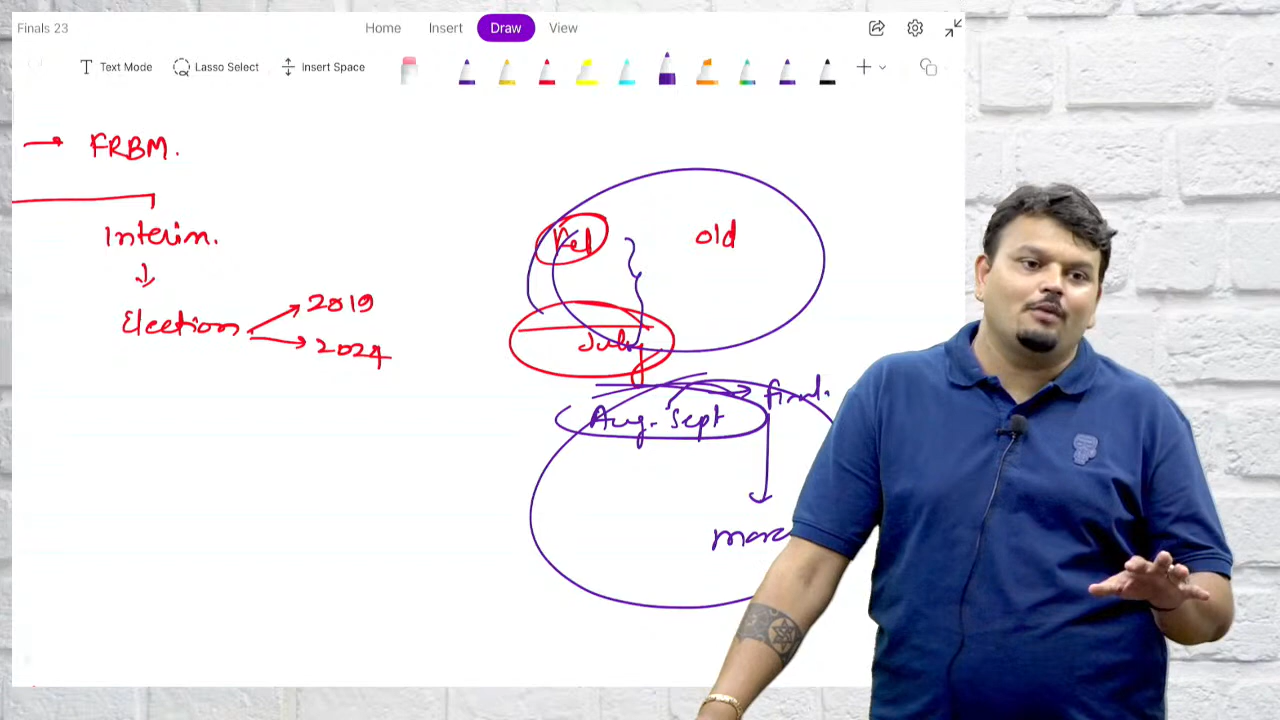 Finals 23
Home Insert Draw View
Text Mode Lasso Select Insert Space
→ FRBM.
Interim.
Election
2019
2024
Feb
old
July
Aug - Sept
final.